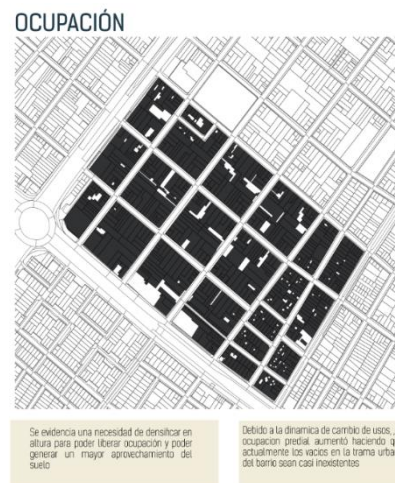 OCUPACIÓN
Se evidencia una necesidad de densificar en
altura para poder liberar ocupación y poder
generar un mayor aprovechamiento del
suelo
Debido a la dinamica de cambio de usos,
ocupacion predial aumentó haciendo q
actualmente los vacios en la trama urba
del barrio sean casi inexistentes